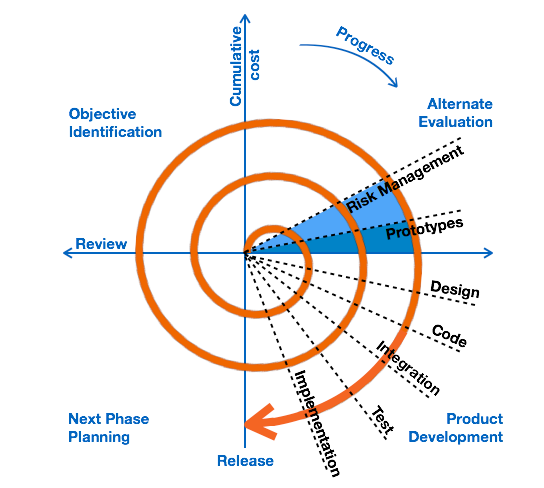 Cumulative
cost
Progress
Objective
Identification
Alternate
Evaluation
Risk Management
Prototypes
Review
Design
Code
Integration
Test
Implementation
Next Phase
Planning
Product
Development
Release